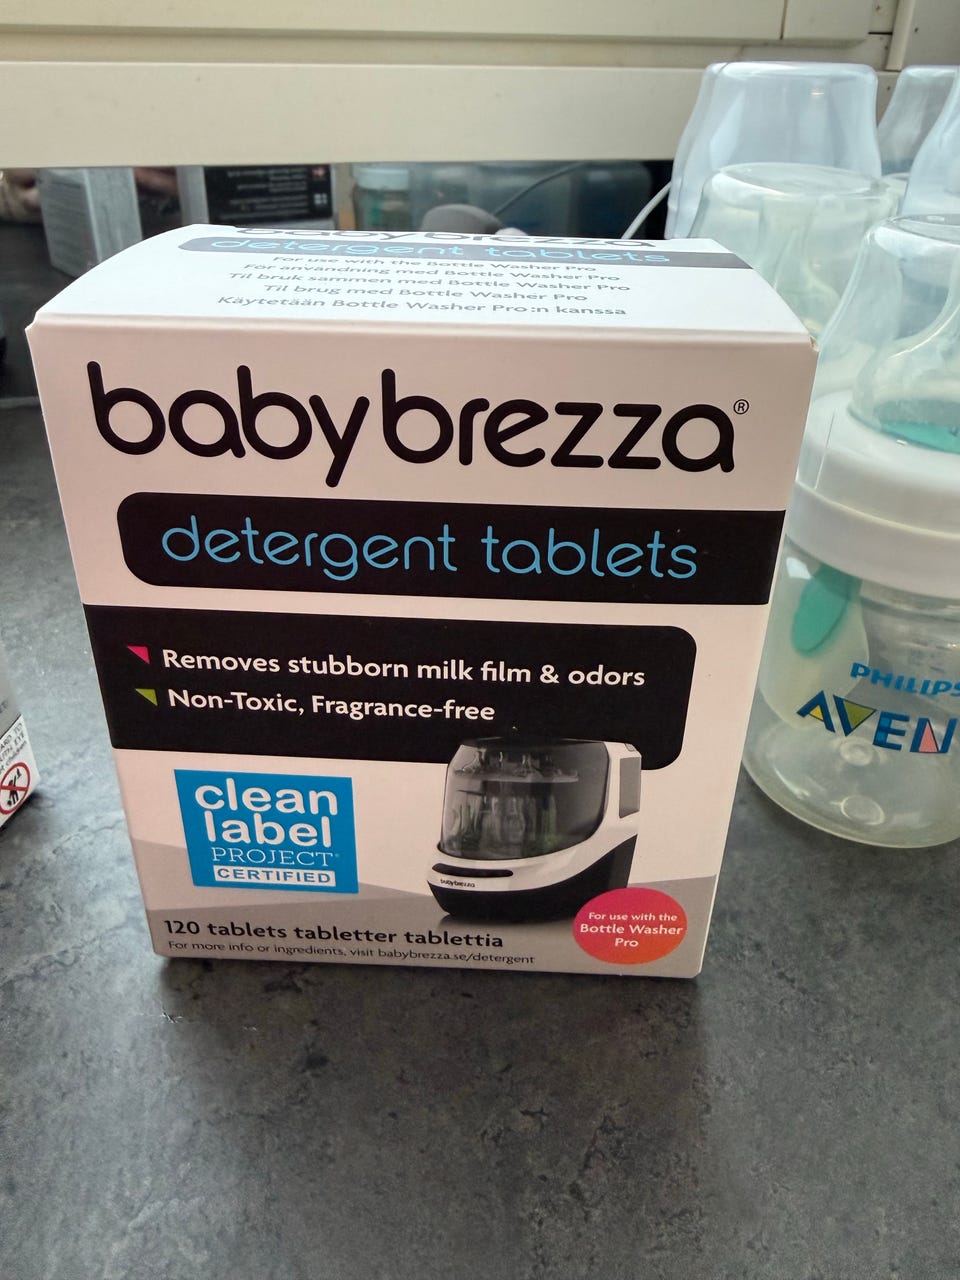 babybrezza
detergent tablets
For use with the Bottle Washer Pro
För användning med Bottle Washer Pro
Til bruk sammen med Bottle Washer Pro
Til brug med Bottle Washer Pro
Käytetään Bottle Washer Pro:n kanssa
babybrezza®
detergent tablets
Removes stubborn milk film & odors
Non-Toxic, Fragrance-free
clean
label
PROJECT
CERTIFIED
babybrezza
For use with the
Bottle Washer
Pro
120 tablets tabletter tablettia
For more info or ingredients, visit babybrezza.se/detergent
PHILIPS
AVEN